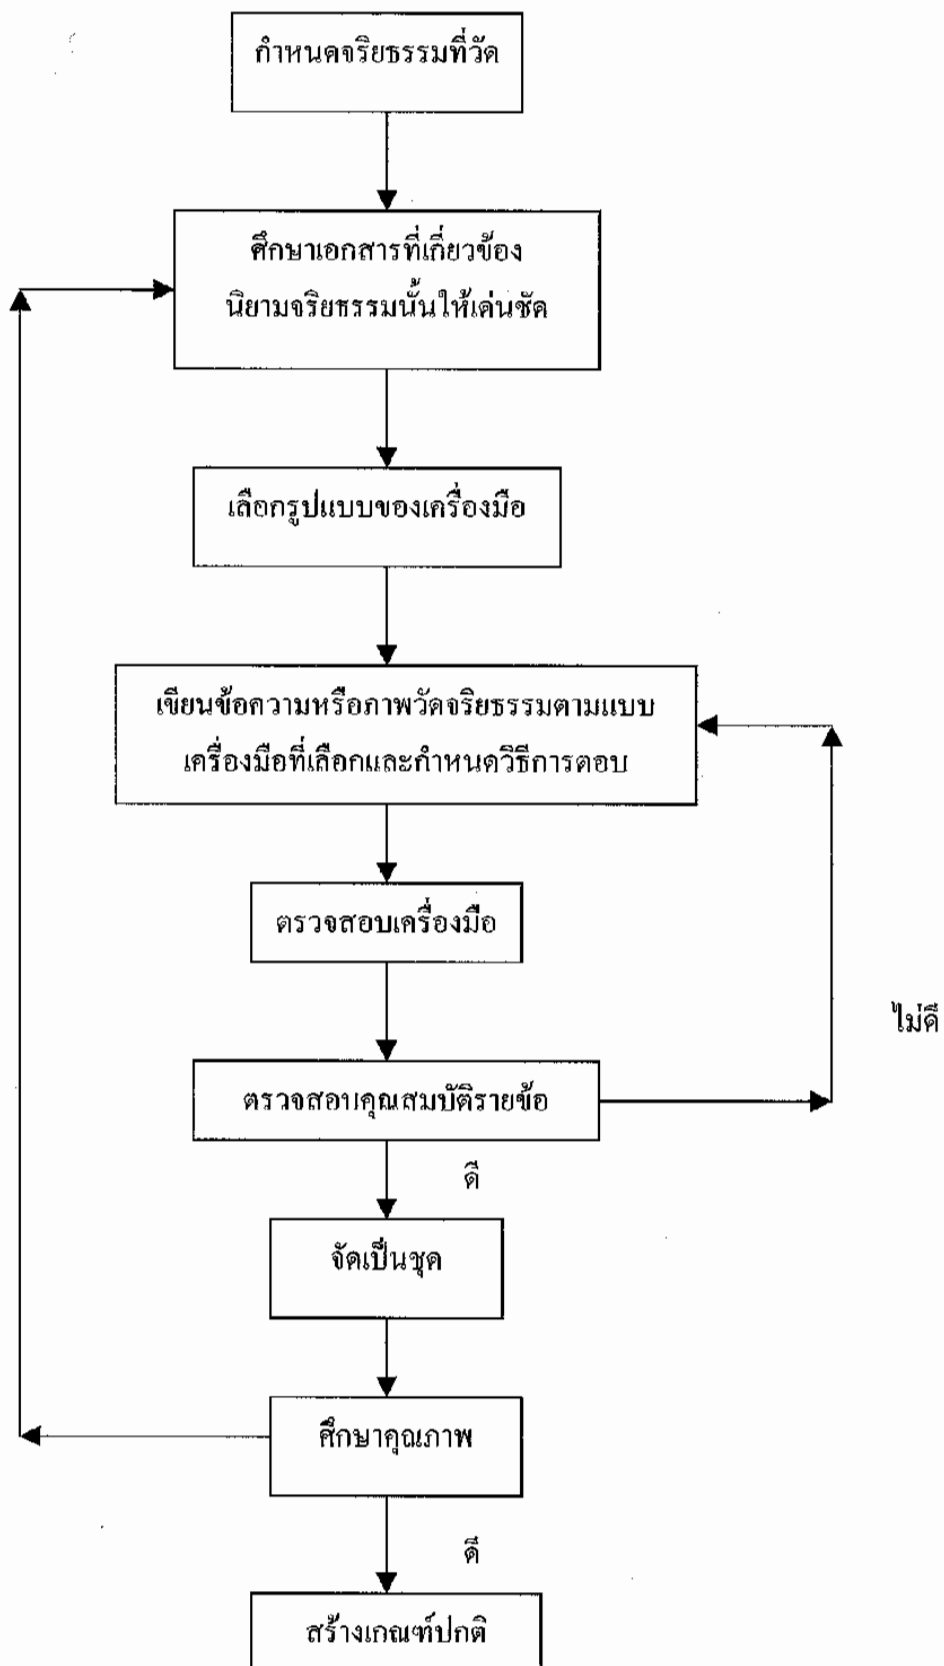 กำหนดจริยธรรมที่วัด
ศึกษาเอกสารที่เกี่ยวข้อง
นิยามจริยธรรมนั้นให้เด่นชัด
เลือกรูปแบบของเครื่องมือ
เขียนข้อความหรือภาพวัดจริยธรรมตามแบบ
เครื่องมือที่เลือกและกำหนดวิธีการตอบ
ตรวจสอบเครื่องมือ
ไม่ดี
ตรวจสอบคุณสมบัติรายข้อ
ดี
จัดเป็นชุด
ศึกษาคุณภาพ
ดี
สร้างเกณฑ์ปกติ